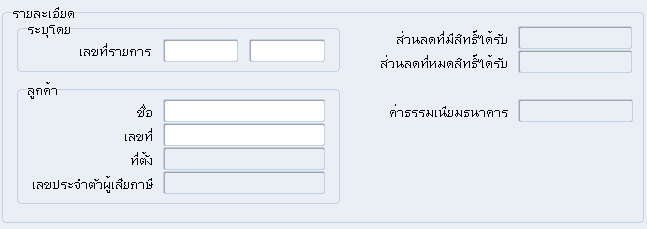 รายละเอียด
ระบุโดย
เลขที่รายการ
ลูกค้า
ชื่อ
เลขที่
ที่ตั้ง
เลขประจำตัวผู้เสียภาษี
ส่วนลดที่มีสิทธิ์ได้รับ
ส่วนลดที่หมดสิทธิ์ได้รับ
ค่าธรรมเนียมธนาคาร